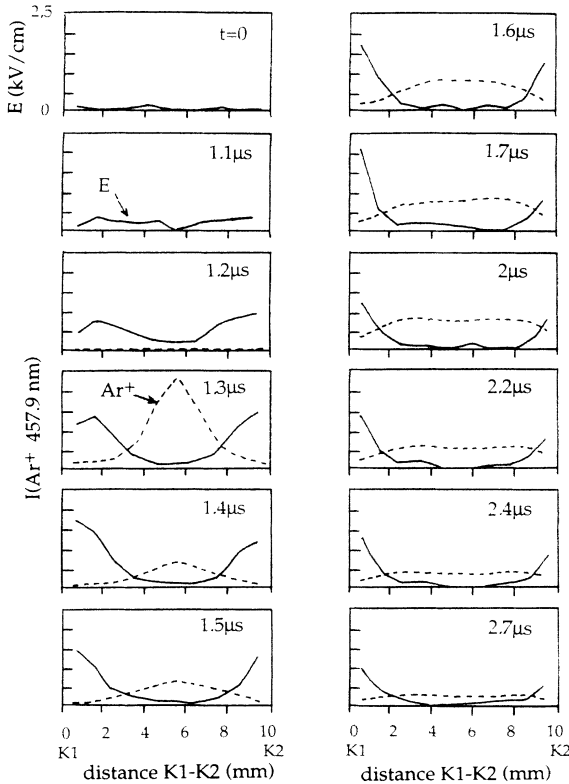 2,5
E (kV/cm)
0
t=0
1.1μs
E
1.2μs
I(Ar⁺ 457.9 nm)
Ar⁺
1.3μs
1.4μs
1.5μs
0 2 4 6 8 10
K1 K2
distance K1-K2 (mm)
1.6μs
1.7μs
2μs
2.2μs
2.4μs
2.7μs
0 2 4 6 8 10
K1 K2
distance K1-K2 (mm)